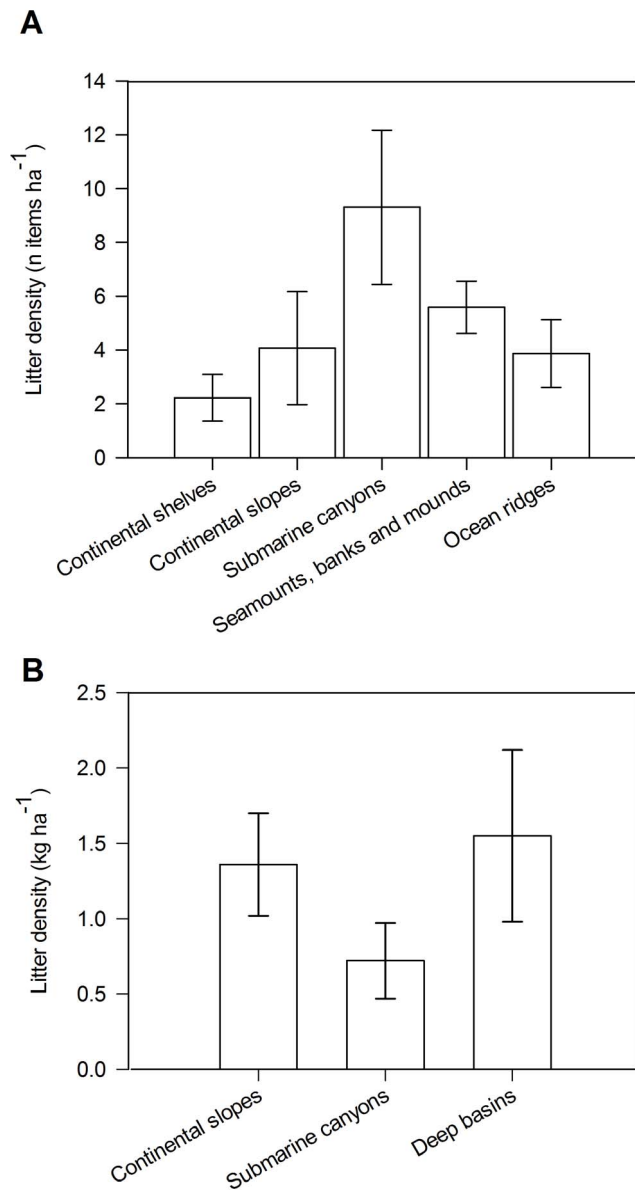 A
Litter density (n items ha⁻¹)
14
12
10
8
6
4
2
0
Continental shelves
Continental slopes
Submarine canyons
Seamounts, banks and mounds
Ocean ridges
B
Litter density (kg ha⁻¹)
2.5
2.0
1.5
1.0
0.5
0.0
Continental slopes
Submarine canyons
Deep basins